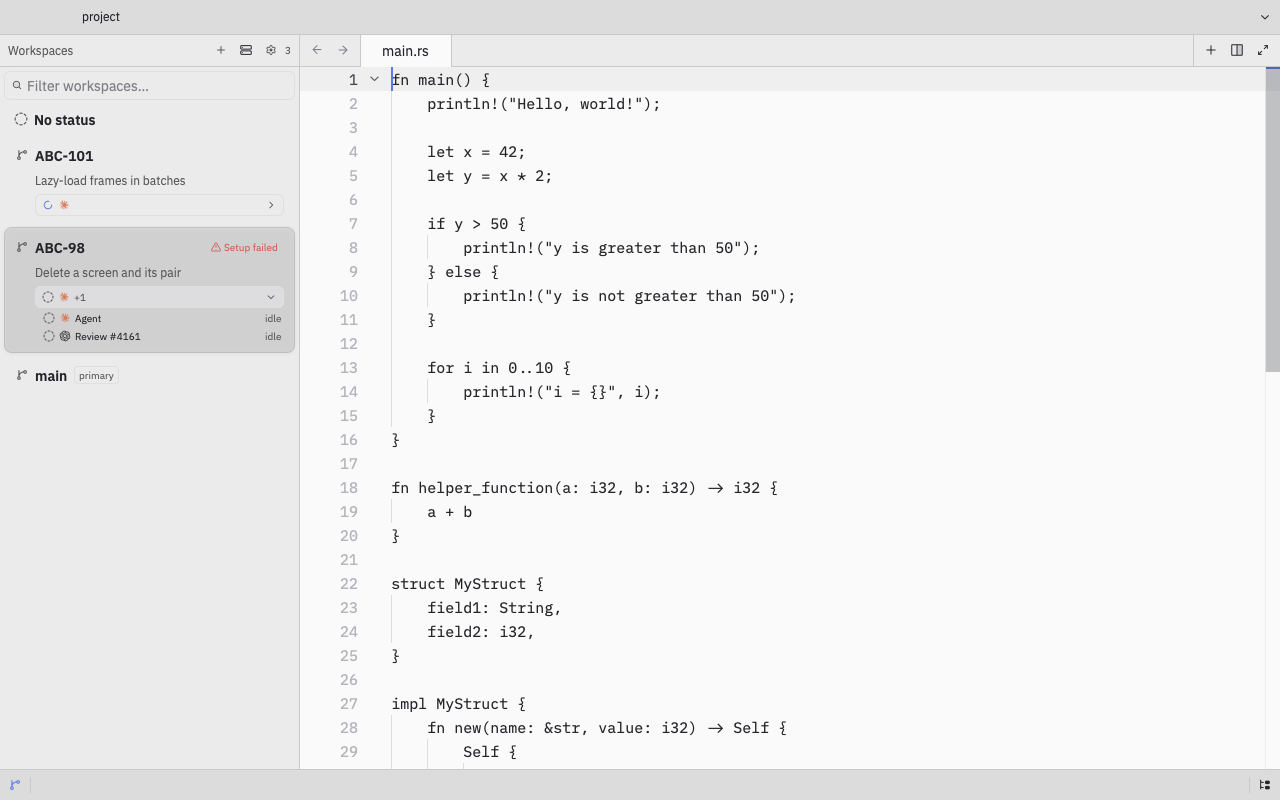 project
Workspaces
3
main.rs
Filter workspaces...
No status
ABC-101
Lazy-load frames in batches
ABC-98
Setup failed
Delete a screen and its pair
+1
Agent
idle
Review #4161
idle
main
primary
1 fn main() {
2     println!("Hello, world!");
3
4     let x = 42;
5     let y = x * 2;
6
7     if y > 50 {
8         println!("y is greater than 50");
9     } else {
10         println!("y is not greater than 50");
11     }
12
13     for i in 0..10 {
14         println!("i = {}", i);
15     }
16 }
17
18 fn helper_function(a: i32, b: i32) -> i32 {
19     a + b
20 }
21
22 struct MyStruct {
23     field1: String,
24     field2: i32,
25 }
26
27 impl MyStruct {
28     fn new(name: &str, value: i32) -> Self {
29         Self {